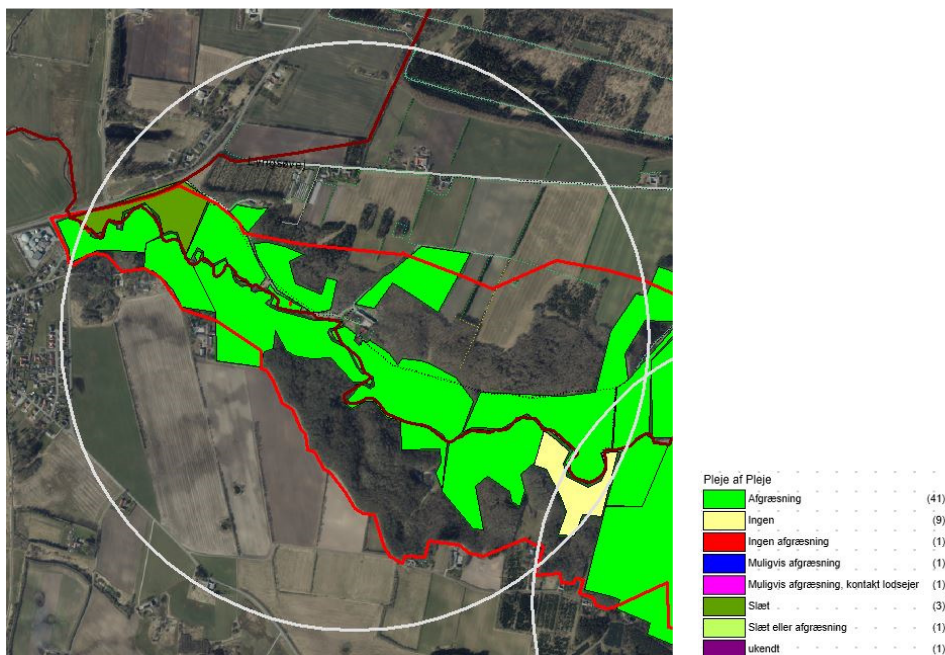 Pleje af Pleje
Afgræsning (41)
Ingen (9)
Ingen afgræsning (1)
Muligvis afgræsning (1)
Muligvis afgræsning, kontakt lodsejer (1)
Slæt (3)
Slæt eller afgræsning (1)
ukendt (1)